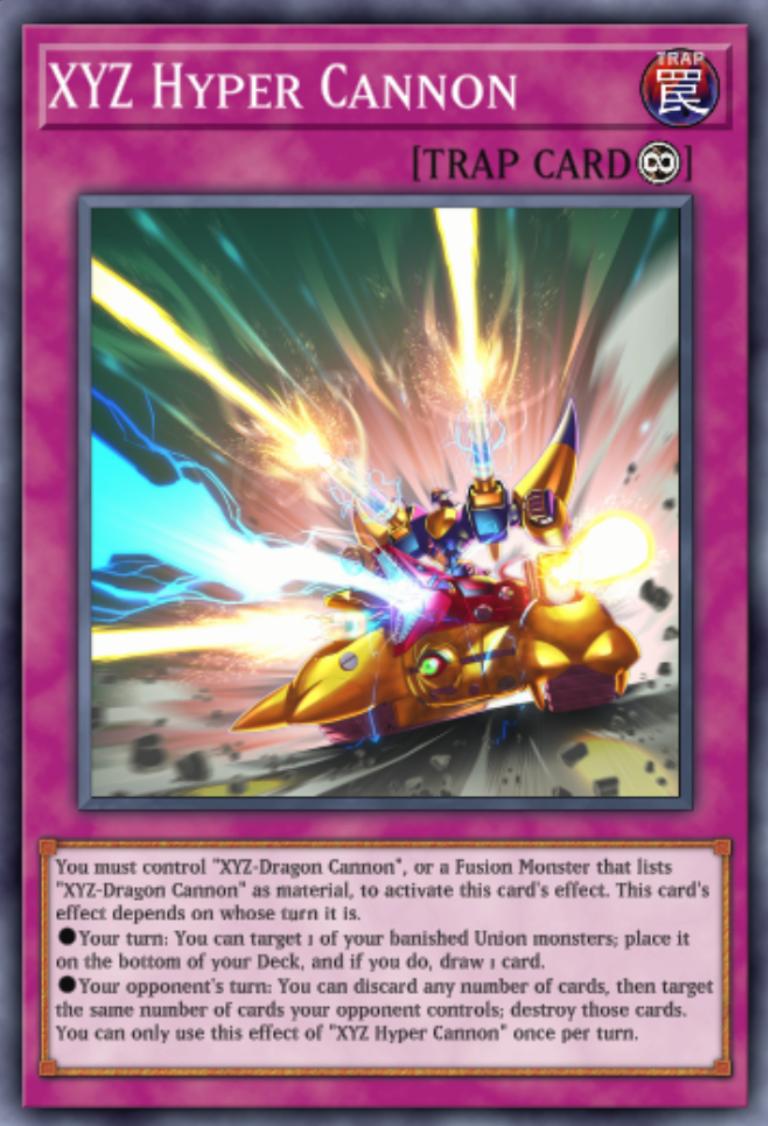 XYZ Hyper Cannon
TRAP
罠
[TRAP CARD∞]
You must control "XYZ-Dragon Cannon", or a Fusion Monster that lists
"XYZ-Dragon Cannon" as material, to activate this card's effect. This card's
effect depends on whose turn it is.
●Your turn: You can target 1 of your banished Union monsters; place it
on the bottom of your Deck, and if you do, draw 1 card.
●Your opponent's turn: You can discard any number of cards, then target
the same number of cards your opponent controls; destroy those cards.
You can only use this effect of "XYZ Hyper Cannon" once per turn.